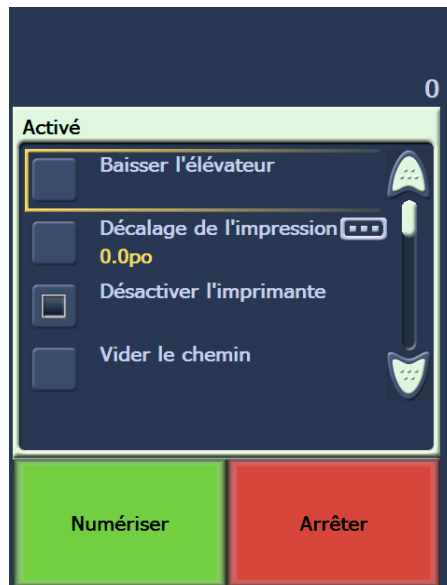 0
Activé
Baisser l'élévateur
Décalage de l'impression
0.0po
Désactiver l'imprimante
Vider le chemin
Numériser
Arrêter